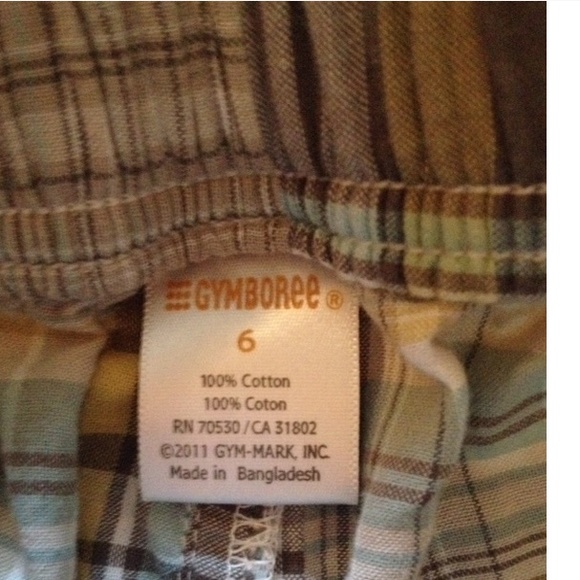 GYMBOREE®
6
100% Cotton
100% Coton
RN 70530/CA 31802
©2011 GYM-MARK, INC.
Made in Bangladesh